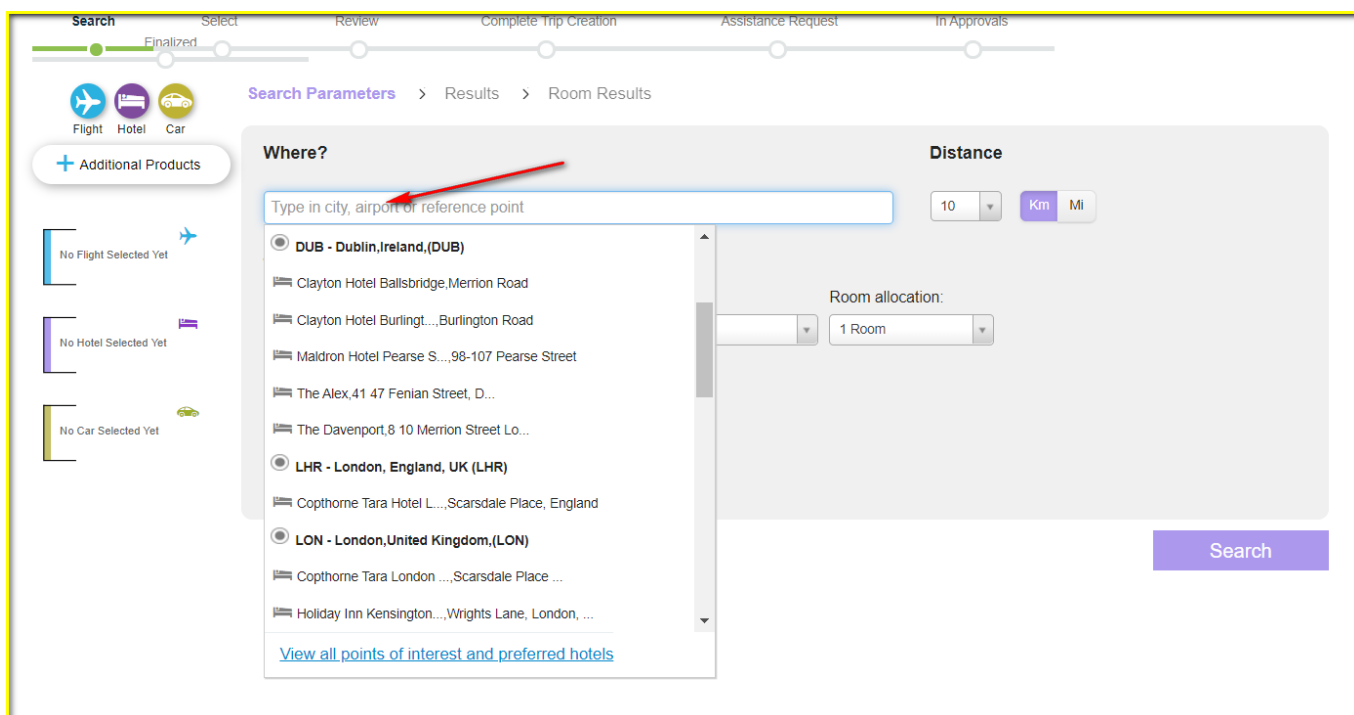 Search Select Review Complete Trip Creation Assistance Request In Approvals
Finalized
Flight Hotel Car
+ Additional Products
No Flight Selected Yet
No Hotel Selected Yet
No Car Selected Yet
Search Parameters > Results > Room Results
Where? Distance
Type in city, airport or reference point 10 Km Mi
DUB - Dublin,Ireland,(DUB)
Clayton Hotel Ballsbridge,Merrion Road
Clayton Hotel Burlingt...,Burlington Road
Maldron Hotel Pearse S...,98-107 Pearse Street
The Alex,41 47 Fenian Street, D...
The Davenport,8 10 Merrion Street Lo...
LHR - London, England, UK (LHR)
Copthorne Tara Hotel L...,Scarsdale Place, England
LON - London,United Kingdom,(LON)
Copthorne Tara London ...,Scarsdale Place ...
Holiday Inn Kensington...,Wrights Lane, London, ...
View all points of interest and preferred hotels
Room allocation:
1 Room
Search